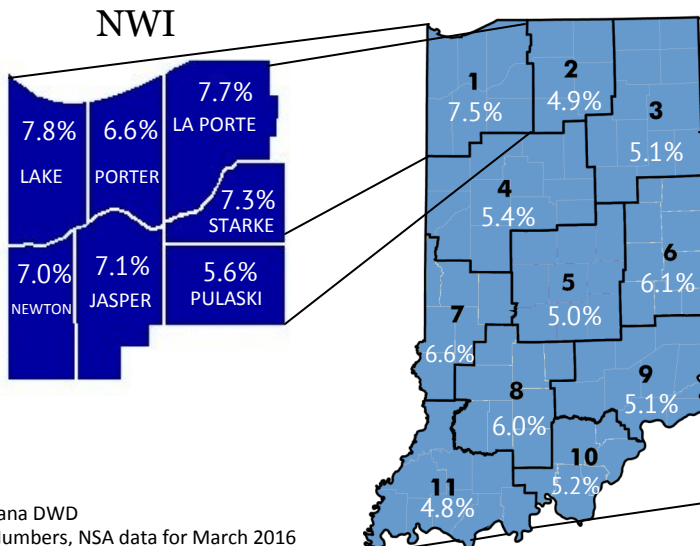 NWI
7.8%
LAKE
6.6%
PORTER
7.7%
LA PORTE
7.3%
STARKE
7.0%
NEWTON
7.1%
JASPER
5.6%
PULASKI
1
7.5%
2
4.9%
3
5.1%
4
5.4%
5
5.0%
6
6.1%
7
6.6%
8
6.0%
9
5.1%
10
5.2%
11
4.8%
ana DWD
umbers, NSA data for March 2016